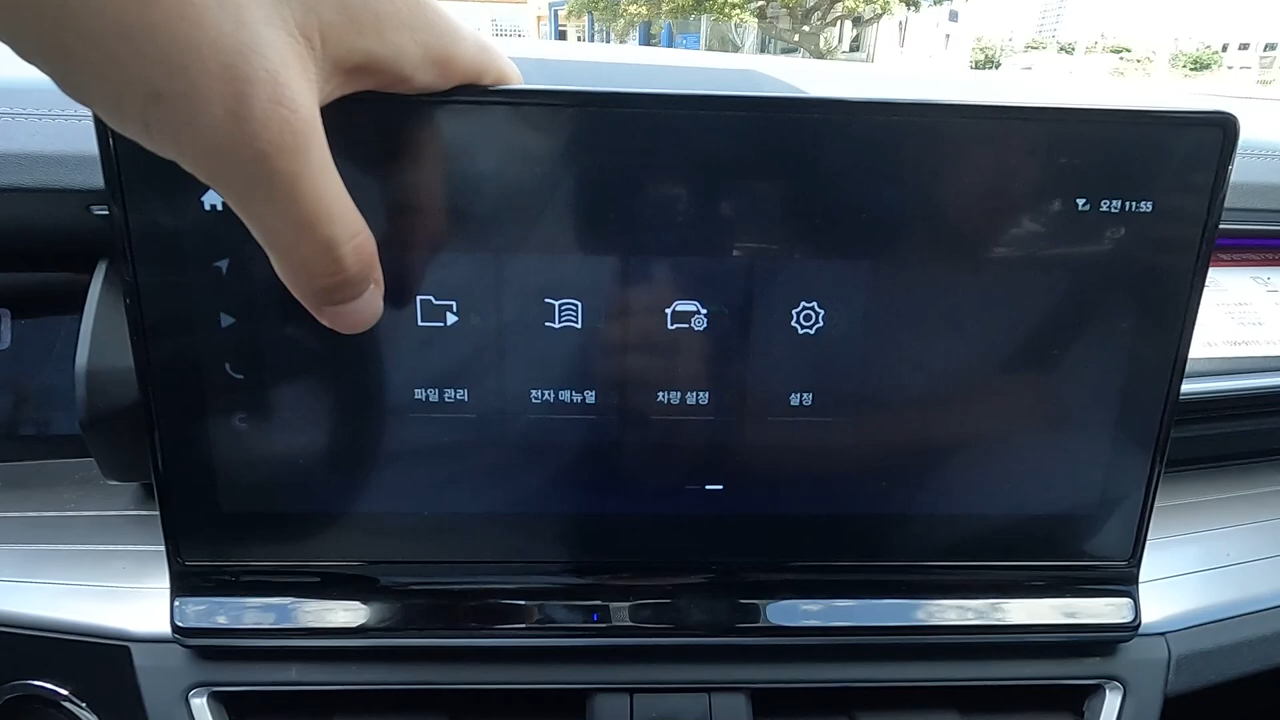 오전 11:55
파일 관리
전자 매뉴얼
차량 설정
설정